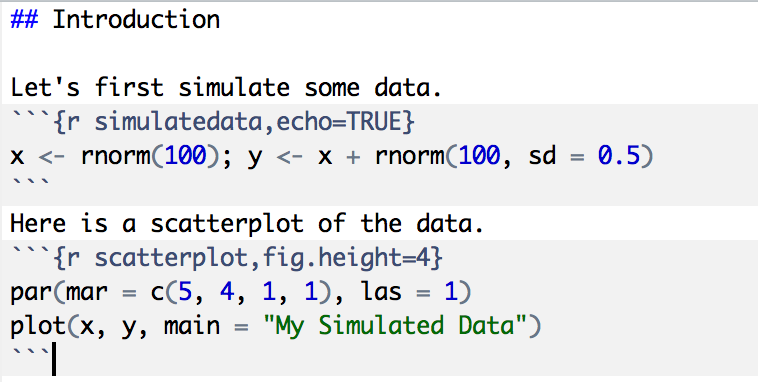 ## Introduction
Let's first simulate some data.
```{r simulatedata,echo=TRUE}
x <- rnorm(100); y <- x + rnorm(100, sd = 0.5)
```
Here is a scatterplot of the data.
```{r scatterplot,fig.height=4}
par(mar = c(5, 4, 1, 1), las = 1)
plot(x, y, main = "My Simulated Data")
```